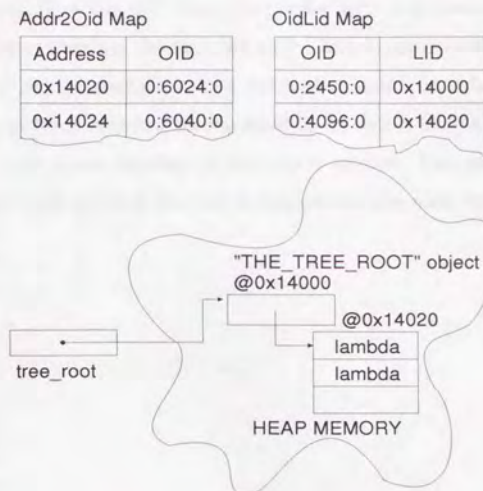 Addr2Oid Map
OidLid Map
Address OID
OID LID
0x14020 0:6024:0
0:2450:0 0x14000
0x14024 0:6040:0
0:4096:0 0x14020
"THE_TREE_ROOT" object
@0x14000
@0x14020
lambda
lambda
tree_root
HEAP MEMORY